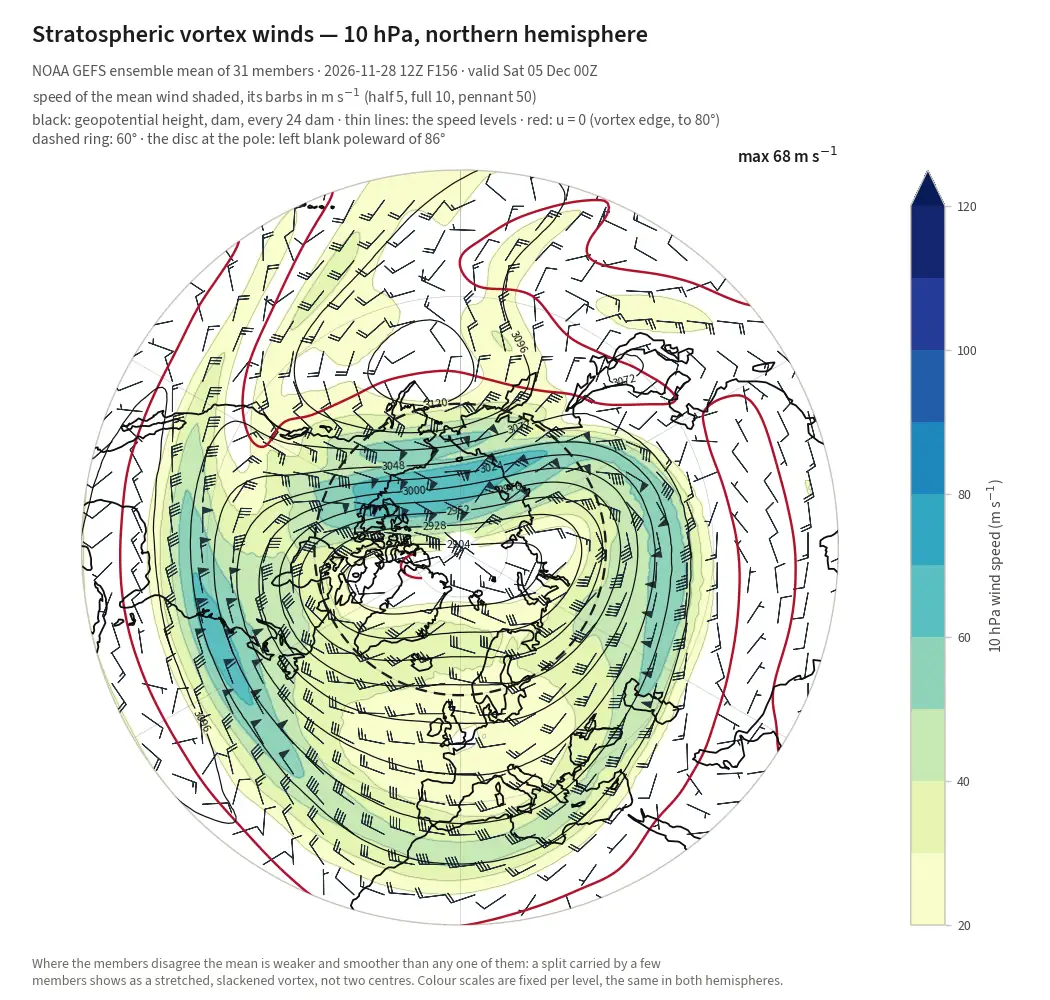 Stratospheric vortex winds — 10 hPa, northern hemisphere
NOAA GEFS ensemble mean of 31 members · 2026-11-28 12Z F156 · valid Sat 05 Dec 00Z
speed of the mean wind shaded, its barbs in m s⁻¹ (half 5, full 10, pennant 50)
black: geopotential height, dam, every 24 dam · thin lines: the speed levels · red: u = 0 (vortex edge, to 80°)
dashed ring: 60° · the disc at the pole: left blank poleward of 86°
max 68 m s⁻¹
120
100
80
60
40
20
10 hPa wind speed (m s⁻¹)
3096
3072
3120
3048
3000
2952
2928
2904
Where the members disagree the mean is weaker and smoother than any one of them: a split carried by a few
members shows as a stretched, slackened vortex, not two centres. Colour scales are fixed per level, the same in both hemispheres.